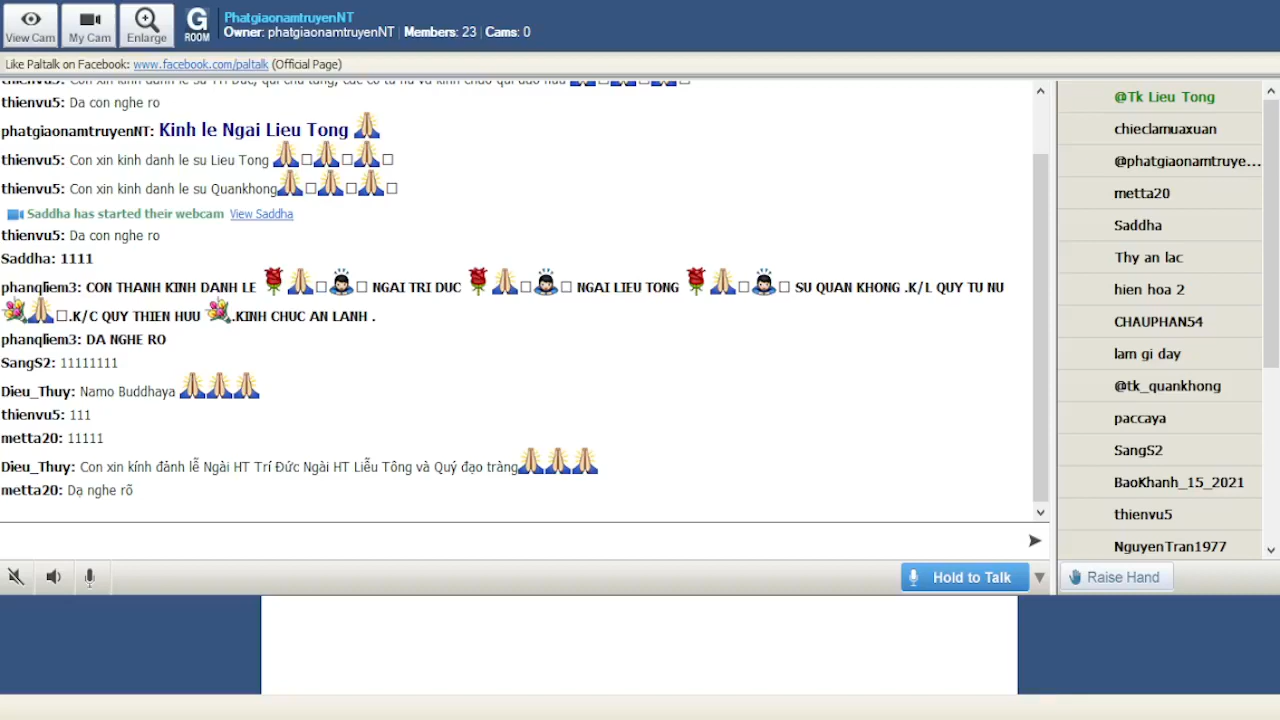 View Cam
My Cam
Enlarge
G
ROOM
PhatgiaonamtruyenNT
Owner: phatgiaonamtruyenNT | Members: 23 | Cams: 0
Like Paltalk on Facebook: www.facebook.com/paltalk (Official Page)
thienvu5: Con xin kinh danh le su Tri Duc, qui chu tang, cac co tu nu va kinh chao qui dao huu
thienvu5: Da con nghe ro
phatgiaonamtruyenNT: Kinh le Ngai Lieu Tong
thienvu5: Con xin kinh danh le su Lieu Tong
thienvu5: Con xin kinh danh le su Quankhong
Saddha has started their webcam View Saddha
thienvu5: Da con nghe ro
Saddha: 1111
phanqliem3: CON THANH KINH DANH LE NGAI TRI DUC NGAI LIEU TONG SU QUAN KHONG .K/L QUY TU NU
.K/C QUY THIEN HUU .KINH CHUC AN LANH .
phanqliem3: DA NGHE RO
SangS2: 11111111
Dieu_Thuy: Namo Buddhaya
thienvu5: 111
metta20: 11111
Dieu_Thuy: Con xin kính đảnh lễ Ngài HT Trí Đức Ngài HT Liễu Tông và Quý đạo tràng
metta20: Dạ nghe rõ
Hold to Talk
@Tk Lieu Tong
chieclamuaxuan
@phatgiaonamtruye...
metta20
Saddha
Thy an lac
hien hoa 2
CHAUPHAN54
lam gi day
@tk_quankhong
paccaya
SangS2
BaoKhanh_15_2021
thienvu5
NguyenTran1977
Raise Hand